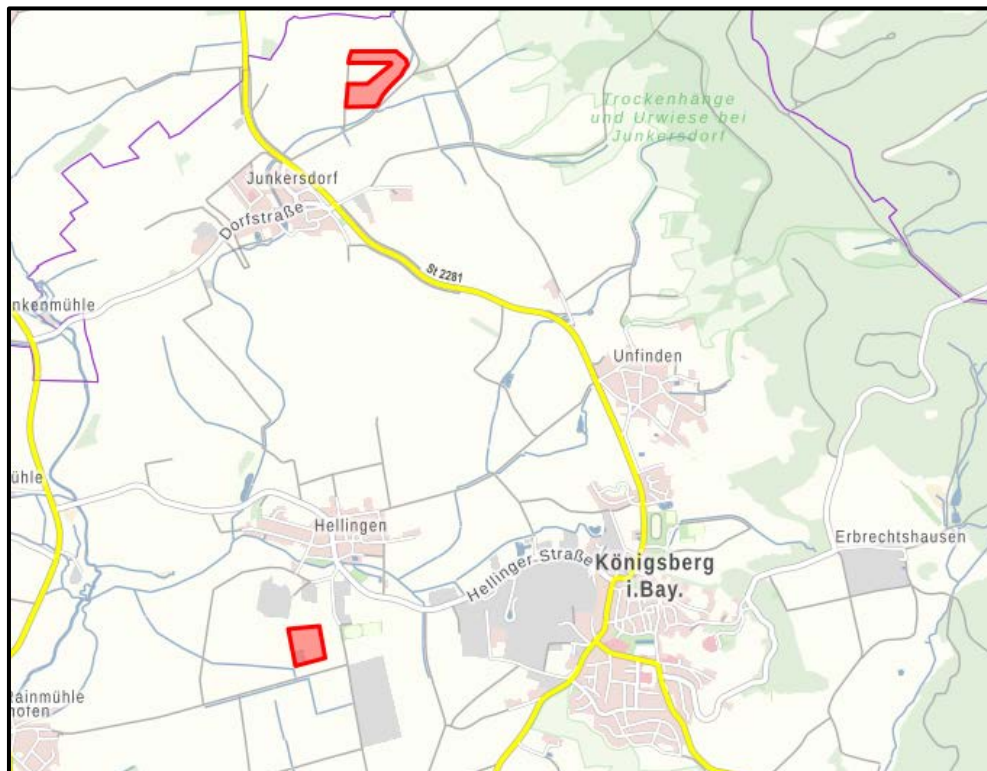 Trockenhänge
und Urwiese bei
Junkersdorf
Junkersdorf
Dorfstraße
St 2281
nkenmühle
Unfinden
ühle
Hellingen
Hellinger Straße
Königsberg
i.Bay.
Erbrechtshausen
ainmühle
hofen